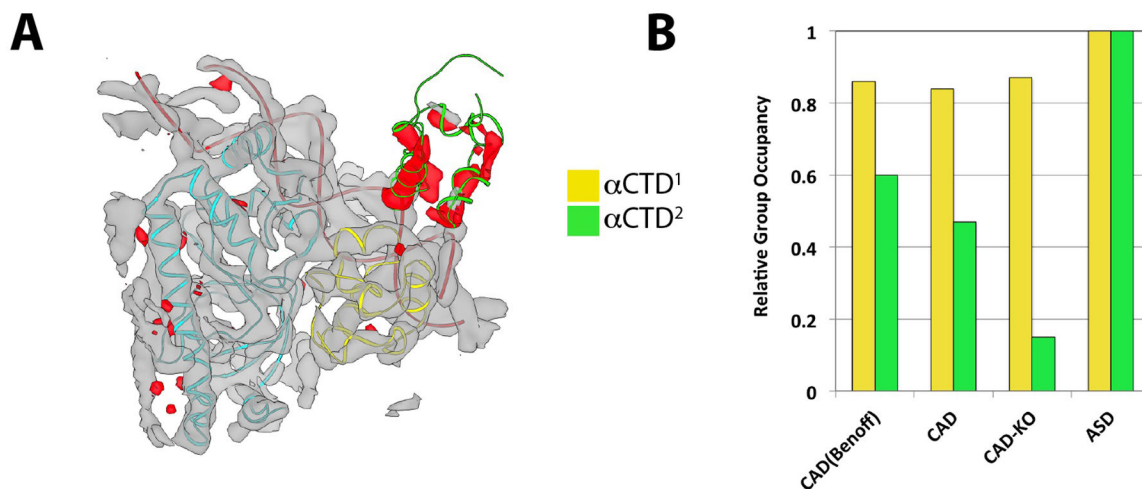 A
B
αCTD¹
αCTD²
Relative Group Occupancy
1
0.8
0.6
0.4
0.2
0
CAD(Benoff)
CAD
CAD-KO
ASD